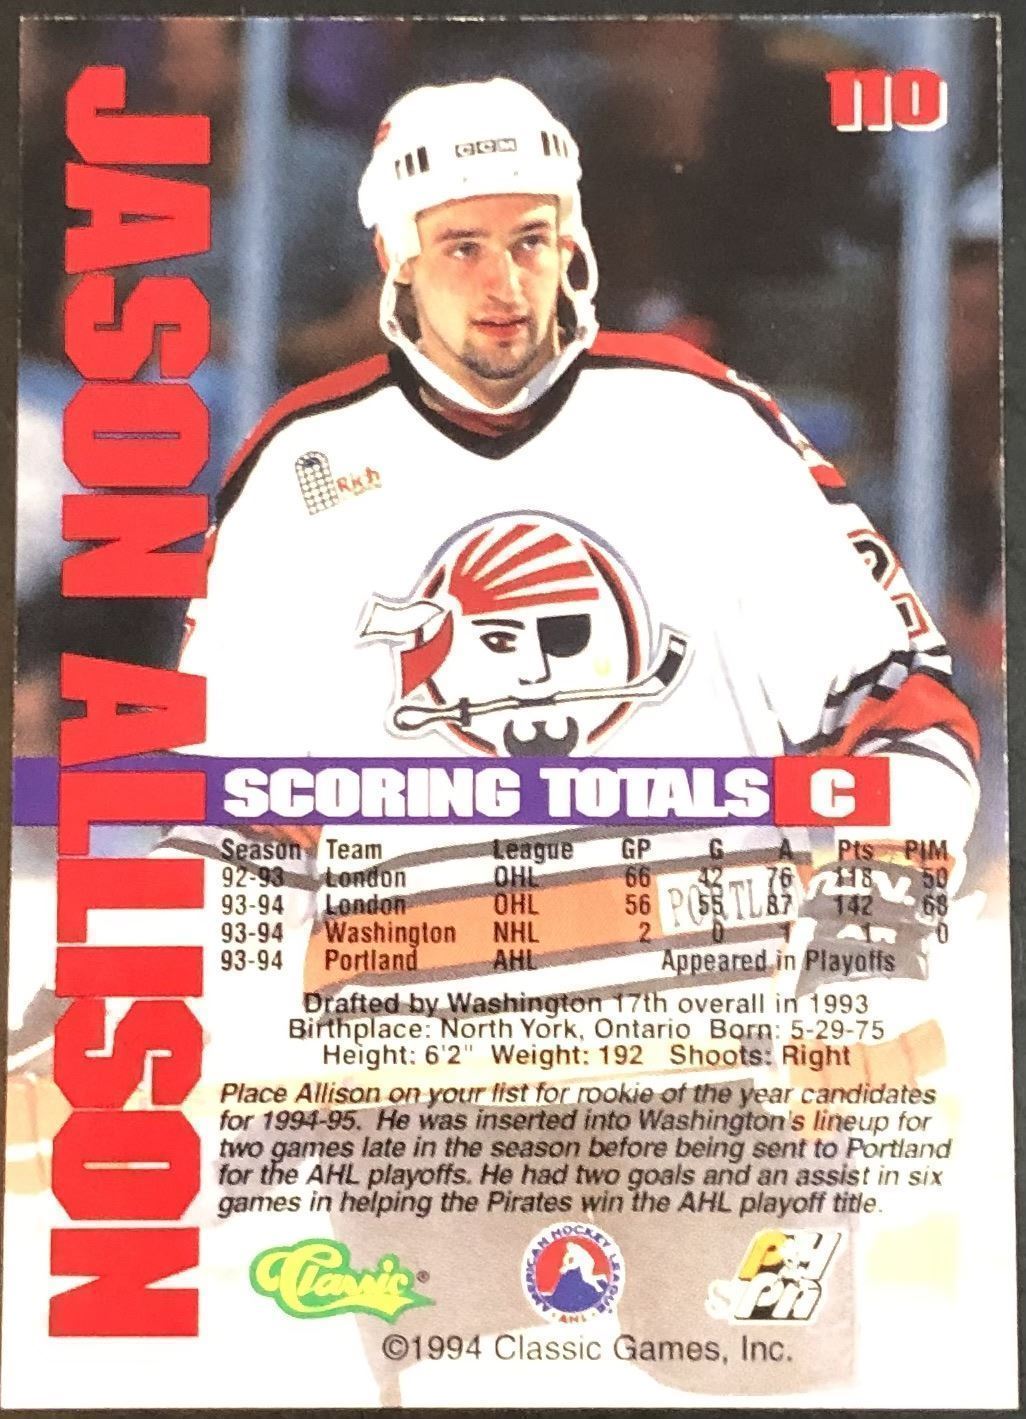 110
CCM
Rich
JASON ALLISON
SCORING TOTALS C
Season Team League GP G A Pts PIM
92-93 London OHL 66 42 76 118 50
93-94 London OHL 56 55 87 142 68
93-94 Washington NHL 2 0 1 1 0
93-94 Portland AHL Appeared in Playoffs
Drafted by Washington 17th overall in 1993
Birthplace: North York, Ontario Born: 5-29-75
Height: 6'2" Weight: 192 Shoots: Right
Place Allison on your list for rookie of the year candidates
for 1994-95. He was inserted into Washington's lineup for
two games late in the season before being sent to Portland
for the AHL playoffs. He had two goals and an assist in six
games in helping the Pirates win the AHL playoff title.
Classic®
AMERICAN HOCKEY LEAGUE
AHL
©1994 Classic Games, Inc.